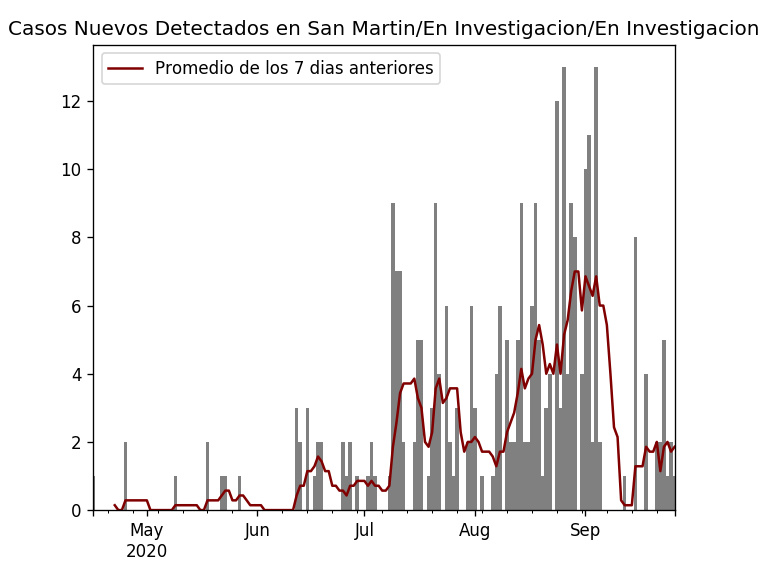 Casos Nuevos Detectados en San Martin/En Investigacion/En Investigacion
Promedio de los 7 dias anteriores
12
10
8
6
4
2
0
May Jun Jul Aug Sep
2020